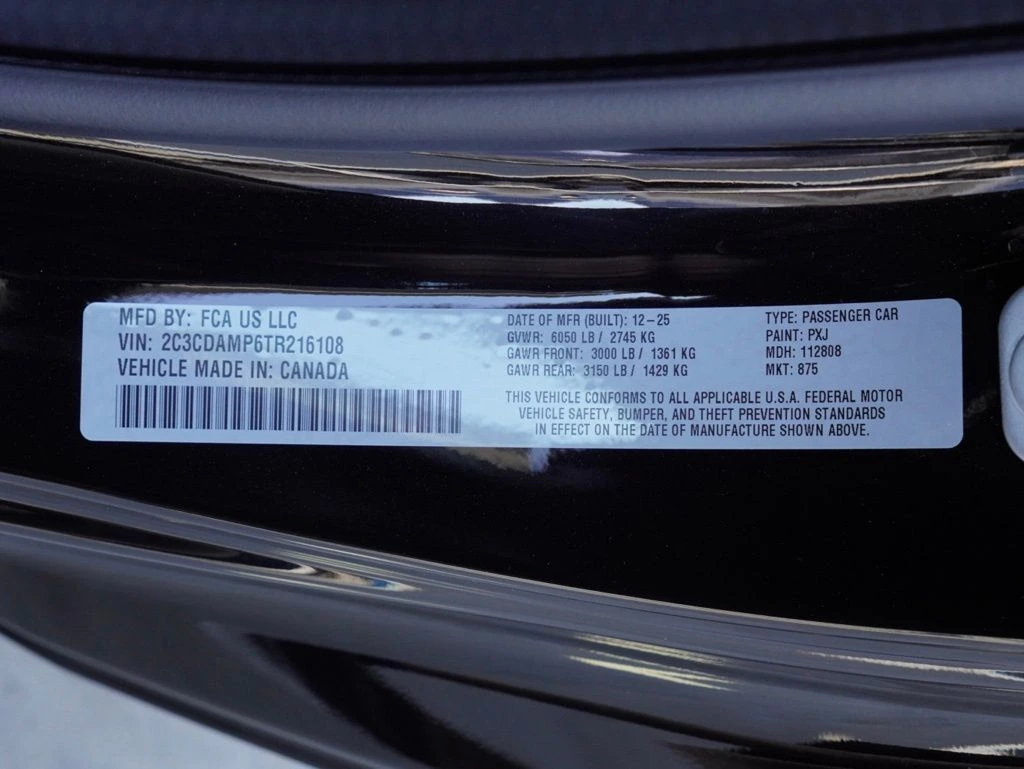 MFD BY: FCA US LLC
VIN: 2C3CDAMP6TR216108
VEHICLE MADE IN: CANADA
DATE OF MFR (BUILT): 12-25
GVWR: 6050 LB / 2745 KG
GAWR FRONT: 3000 LB / 1361 KG
GAWR REAR: 3150 LB / 1429 KG
TYPE: PASSENGER CAR
PAINT: PXJ
MDH: 112808
MKT: 875
THIS VEHICLE CONFORMS TO ALL APPLICABLE U.S.A. FEDERAL MOTOR
VEHICLE SAFETY, BUMPER, AND THEFT PREVENTION STANDARDS
IN EFFECT ON THE DATE OF MANUFACTURE SHOWN ABOVE.